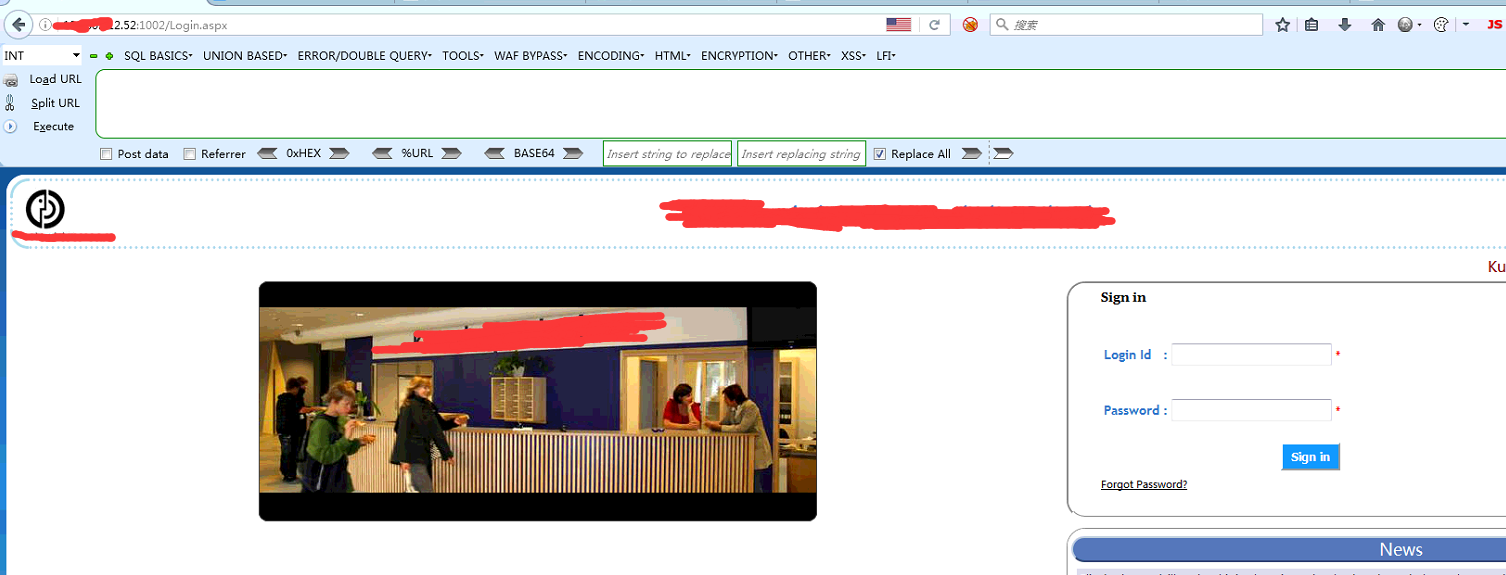 2.52:1002/Login.aspx
搜索
JS
INT
SQL BASICS
UNION BASED
ERROR/DOUBLE QUERY
TOOLS
WAF BYPASS
ENCODING
HTML
ENCRYPTION
OTHER
XSS
LFI
Load URL
Split URL
Execute
Post data
Referrer
0xHEX
%URL
BASE64
Insert string to replace
Insert replacing string
Replace All
Ku
Sign in
Login Id : *
Password : *
Sign in
Forgot Password?
News